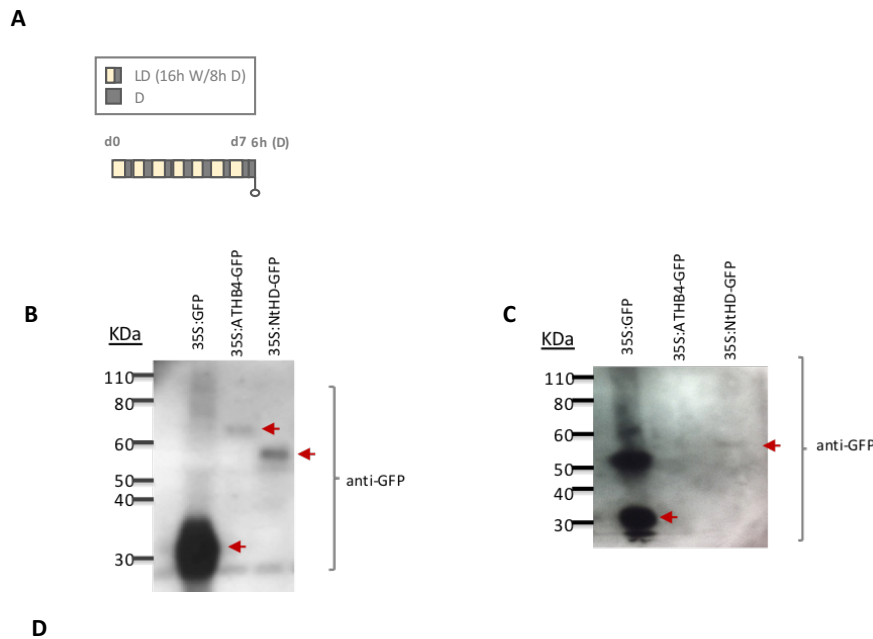 A
LD (16h W/8h D)
D
d0
d7 6h (D)
B
KDa
35S:GFP
35S:ATHB4-GFP
35S:NtHD-GFP
110
80
60
50
40
30
anti-GFP
C
KDa
35S:GFP
35S:ATHB4-GFP
35S:NtHD-GFP
110
80
60
50
40
30
anti-GFP
D